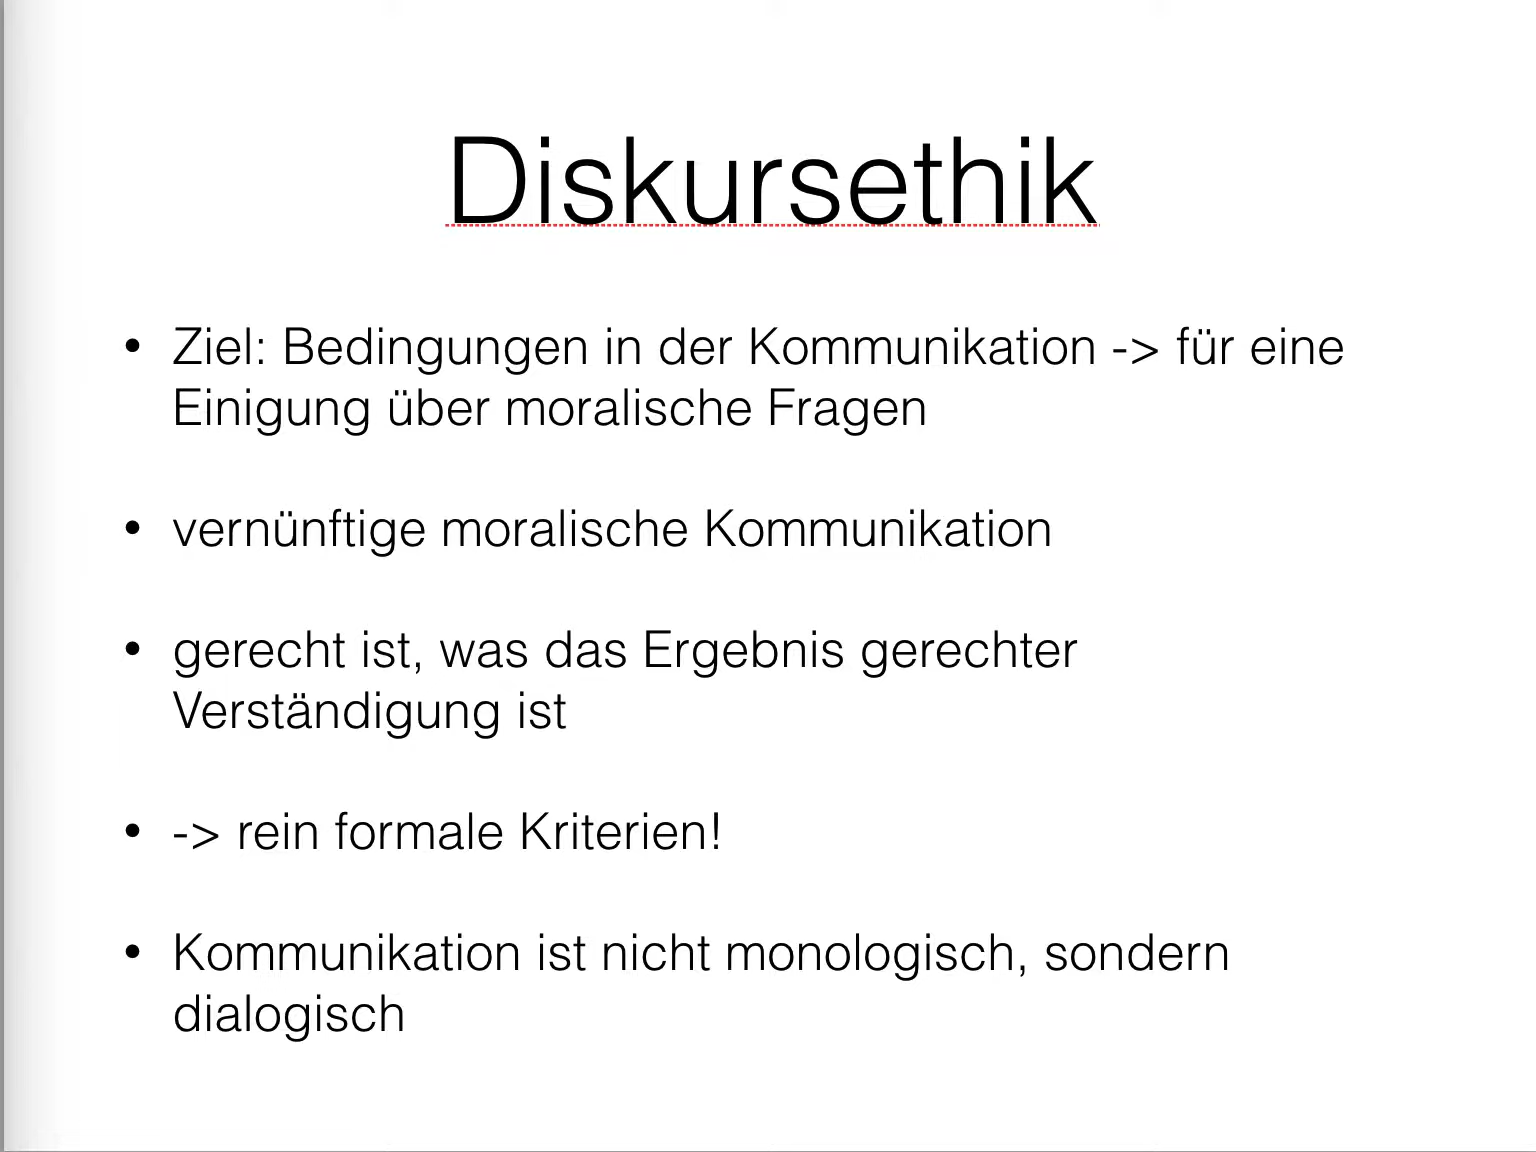 Diskursethik
• Ziel: Bedingungen in der Kommunikation -> für eine
Einigung über moralische Fragen
• vernünftige moralische Kommunikation
• gerecht ist, was das Ergebnis gerechter
Verständigung ist
• -> rein formale Kriterien!
• Kommunikation ist nicht monologisch, sondern
dialogisch